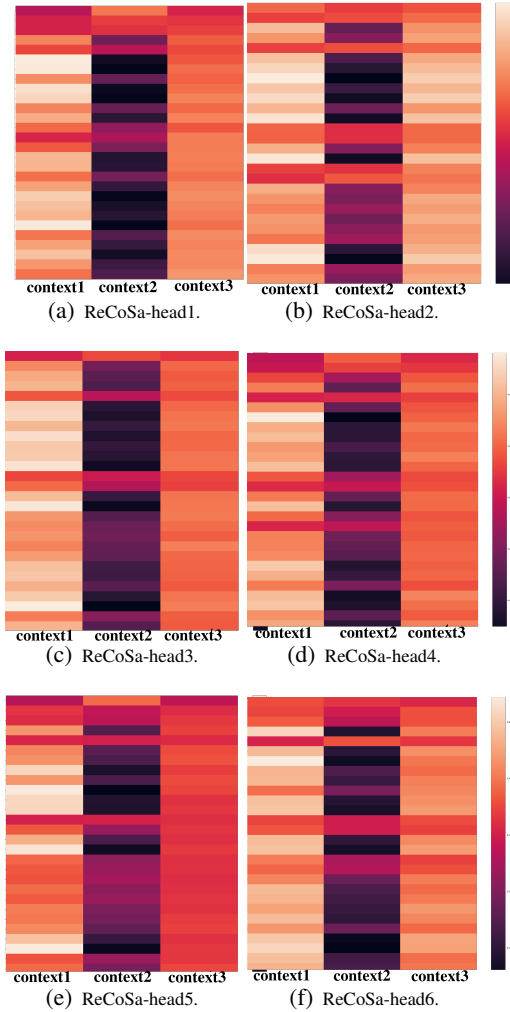 context1 context2 context3
context1 context2 context3
(a) ReCoSa-head1.
(b) ReCoSa-head2.
context1 context2 context3
context1 context2 context3
(c) ReCoSa-head3.
(d) ReCoSa-head4.
context1 context2 context3
context1 context2 context3
(e) ReCoSa-head5.
(f) ReCoSa-head6.